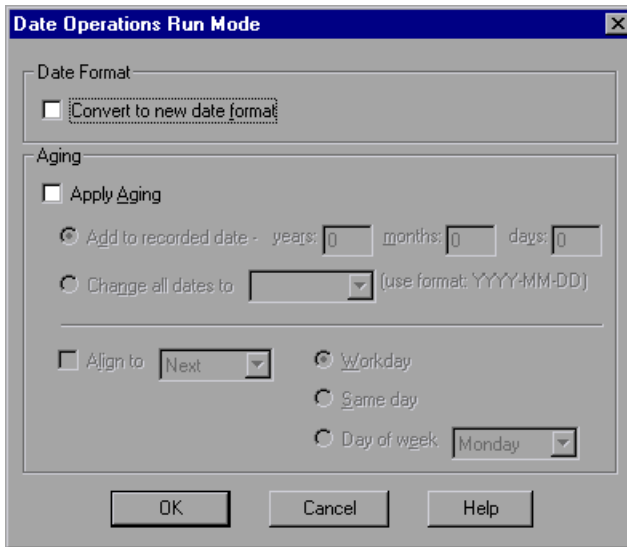 Date Operations Run Mode
Date Format
Convert to new date format
Aging
Apply Aging
Add to recorded date - years: 0 months: 0 days: 0
Change all dates to (use format: YYYY-MM-DD)
Align to Next Workday
Same day
Day of week Monday
OK Cancel Help